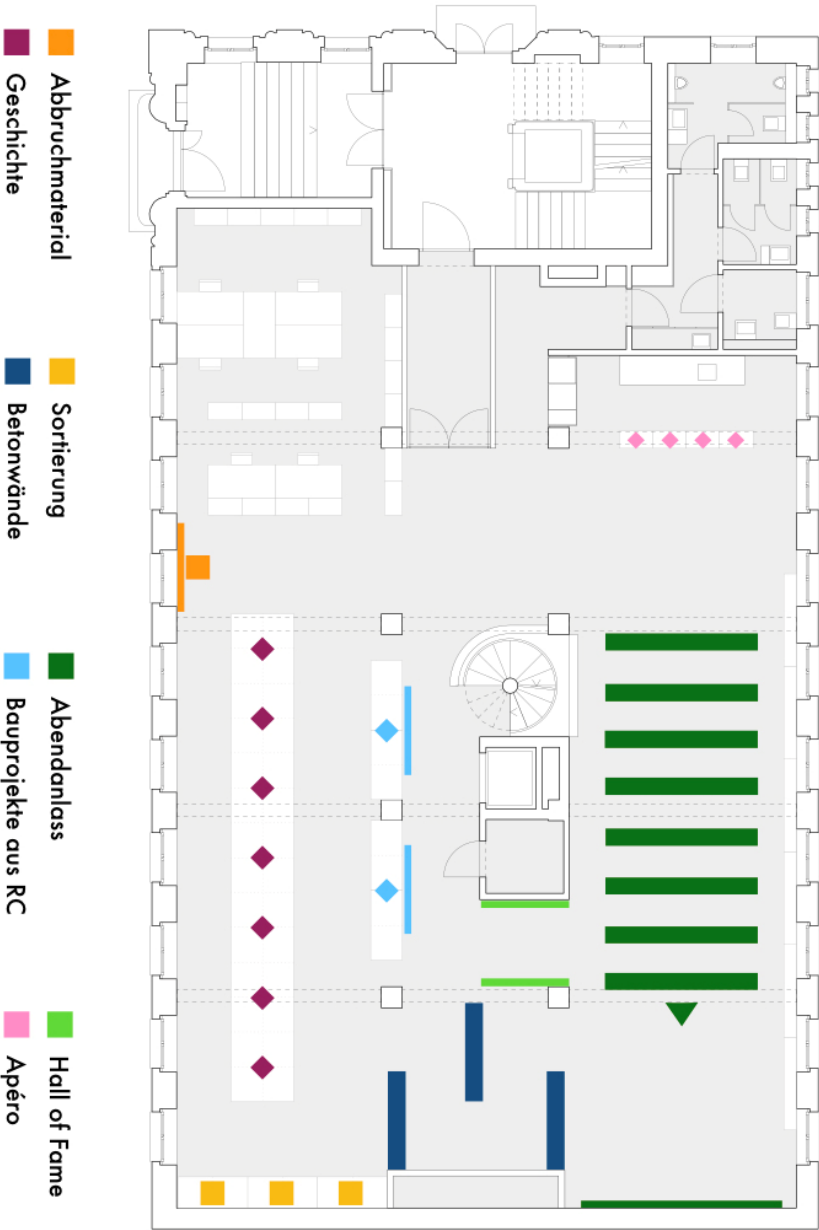 Abbruchmaterial
Sortierung
Abendanlass
Hall of Fame
Geschichte
Betonwände
Bauprojekte aus RC
Apéro